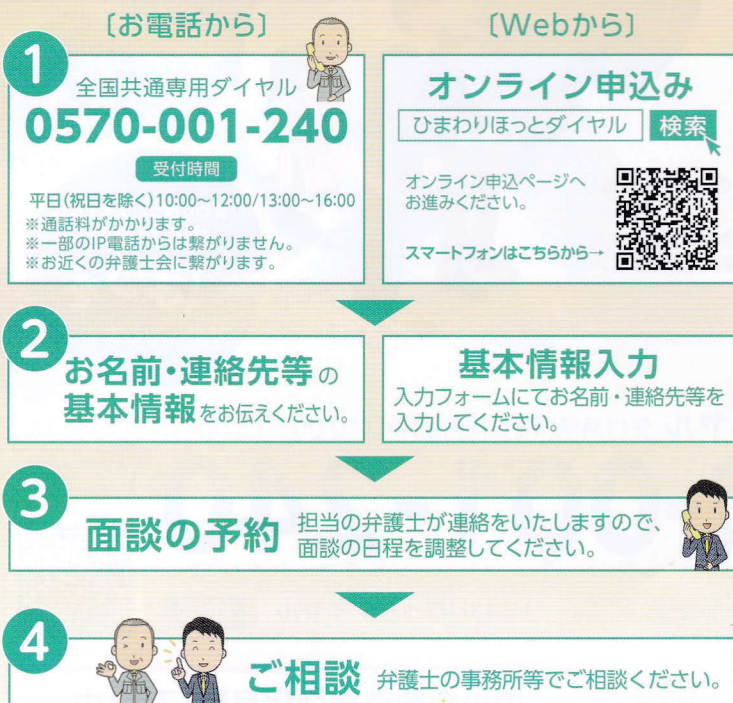 〔お電話から〕
1
全国共通専用ダイヤル
0570-001-240
受付時間
平日(祝日を除く)10:00〜12:00/13:00〜16:00
※通話料がかかります。
※一部のIP電話からは繋がりません。
※お近くの弁護士会に繋がります。
〔Webから〕
オンライン申込み
ひまわりほっとダイヤル 検索
オンライン申込ページへ
お進みください。
スマートフォンはこちらから→
2
お名前・連絡先等の
基本情報をお伝えください。
基本情報入力
入力フォームにてお名前・連絡先等を
入力してください。
3
面談の予約
担当の弁護士が連絡をいたしますので、
面談の日程を調整してください。
4
ご相談 弁護士の事務所等でご相談ください。